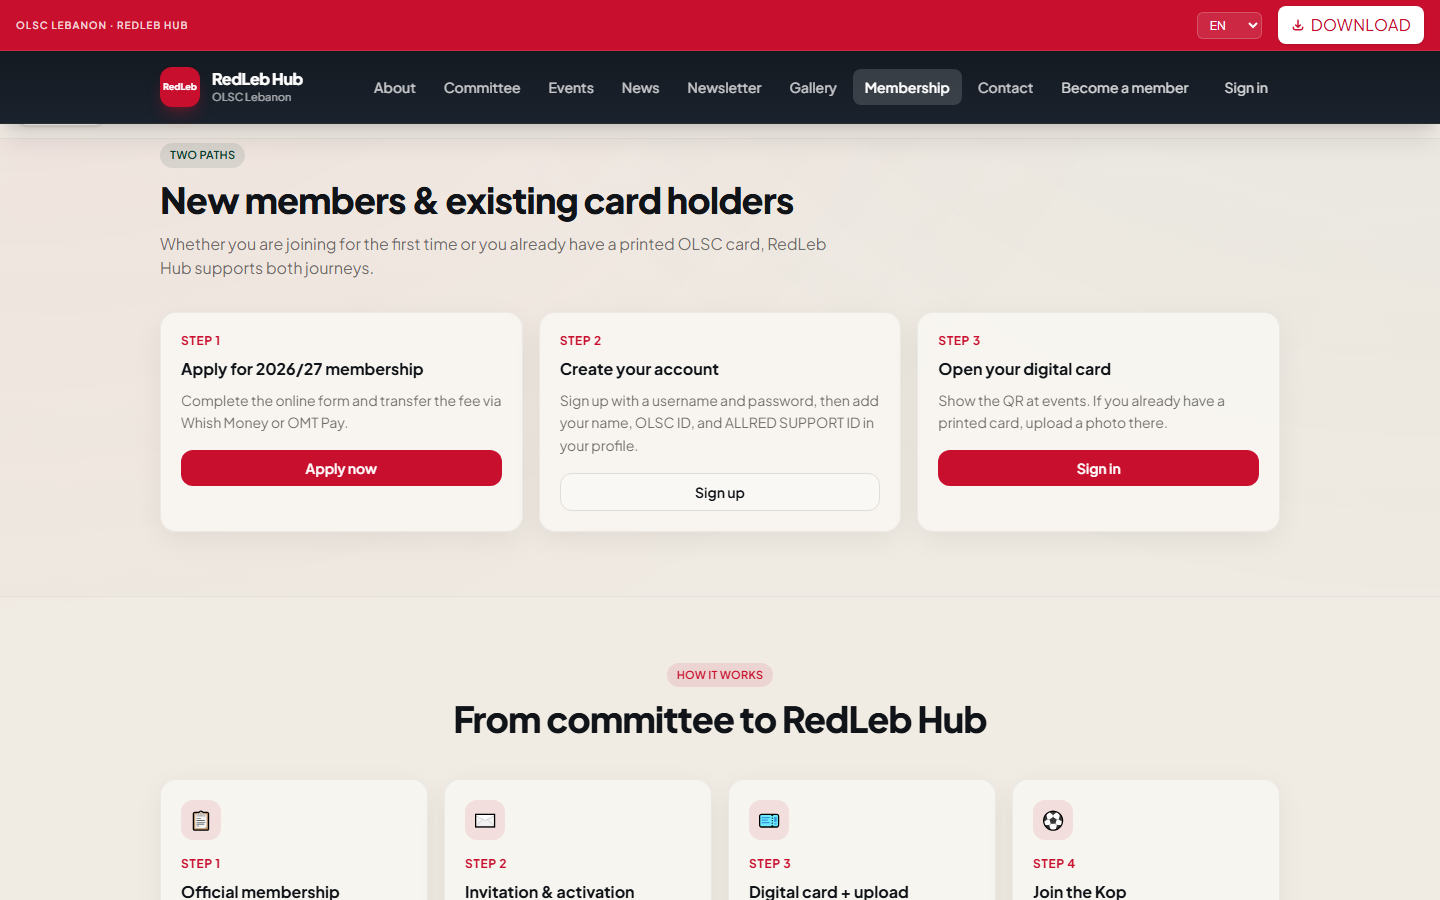 OLSC LEBANON · REDLEB HUB
EN
DOWNLOAD
RedLeb
RedLeb Hub
OLSC Lebanon
About
Committee
Events
News
Newsletter
Gallery
Membership
Contact
Become a member
Sign in
TWO PATHS
New members & existing card holders
Whether you are joining for the first time or you already have a printed OLSC card, RedLeb
Hub supports both journeys.
STEP 1
Apply for 2026/27 membership
Complete the online form and transfer the fee via
Whish Money or OMT Pay.
Apply now
STEP 2
Create your account
Sign up with a username and password, then add
your name, OLSC ID, and ALLRED SUPPORT ID in
your profile.
Sign up
STEP 3
Open your digital card
Show the QR at events. If you already have a
printed card, upload a photo there.
Sign in
HOW IT WORKS
From committee to RedLeb Hub
STEP 1
Official membership
STEP 2
Invitation & activation
STEP 3
Digital card + upload
STEP 4
Join the Kop